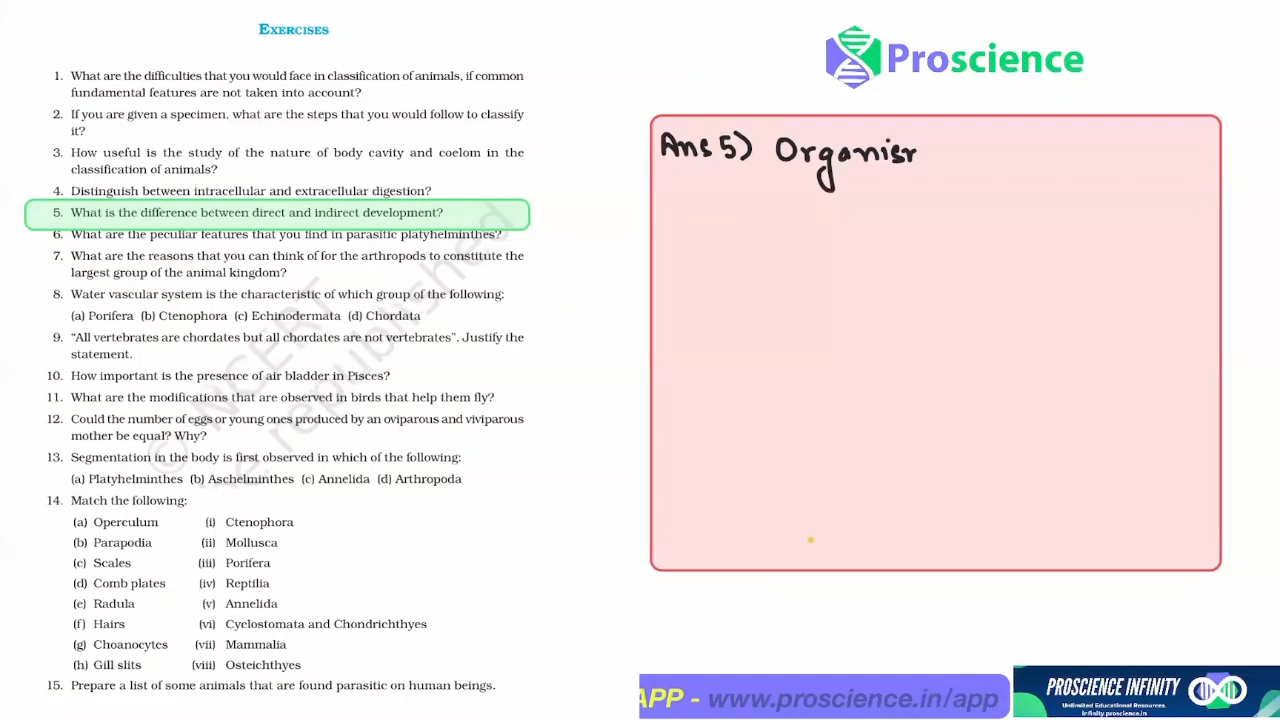 EXERCISES
1. What are the difficulties that you would face in classification of animals, if common
fundamental features are not taken into account?
2. If you are given a specimen, what are the steps that you would follow to classify
it?
3. How useful is the study of the nature of body cavity and coelom in the
classification of animals?
4. Distinguish between intracellular and extracellular digestion?
5. What is the difference between direct and indirect development?
6. What are the peculiar features that you find in parasitic platyhelminthes?
7. What are the reasons that you can think of for the arthropods to constitute the
largest group of the animal kingdom?
8. Water vascular system is the characteristic of which group of the following:
(a) Porifera (b) Ctenophora (c) Echinodermata (d) Chordata
9. “All vertebrates are chordates but all chordates are not vertebrates”. Justify the
statement.
10. How important is the presence of air bladder in Pisces?
11. What are the modifications that are observed in birds that help them fly?
12. Could the number of eggs or young ones produced by an oviparous and viviparous
mother be equal? Why?
13. Segmentation in the body is first observed in which of the following:
(a) Platyhelminthes (b) Aschelminthes (c) Annelida (d) Arthropoda
14. Match the following:
(a) Operculum (i) Ctenophora
(b) Parapodia (ii) Mollusca
(c) Scales (iii) Porifera
(d) Comb plates (iv) Reptilia
(e) Radula (v) Annelida
(f) Hairs (vi) Cyclostomata and Chondrichthyes
(g) Choanocytes (vii) Mammalia
(h) Gill slits (viii) Osteichthyes
15. Prepare a list of some animals that are found parasitic on human beings.
© NCERT
be republished
Proscience
Ans 5) Organisr
APP - www.proscience.in/app
PROSCIENCE INFINITY
Unlimited Educational Resources.
infinity.proscience.in